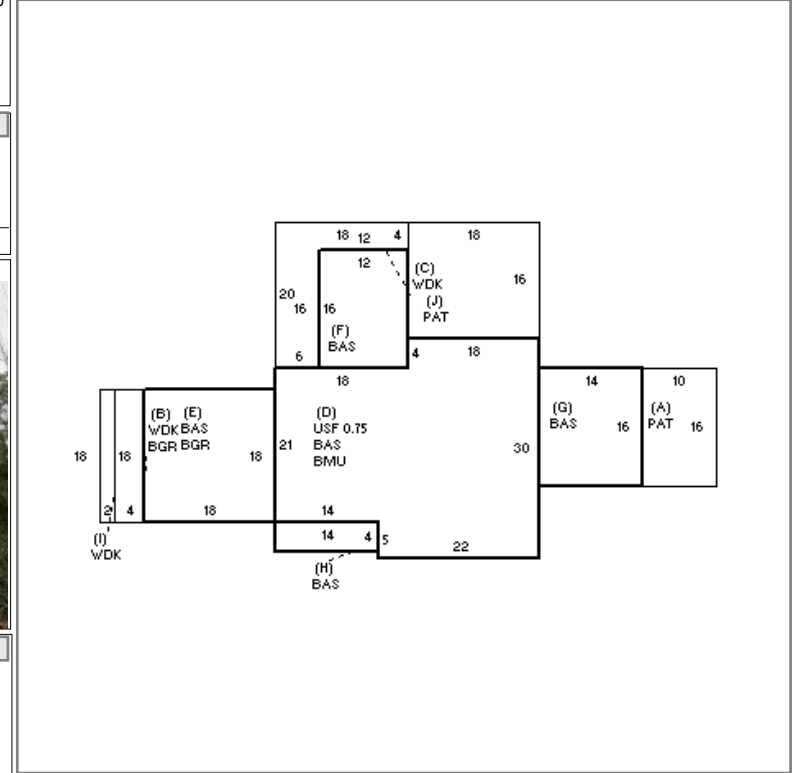 18 12 4 18
12
(C)
WDK
16
20
16 16
(J)
PAT
(F)
BAS
6 4 18
18 14 10
(B) (E) (D) (G) (A)
WDK BAS USF 0.75 BAS PAT
BGR BGR BAS 16 16
BMU
18 18 18 21 30
2 4 18 14
14 4 5
22
(I)
WDK
(H)
BAS